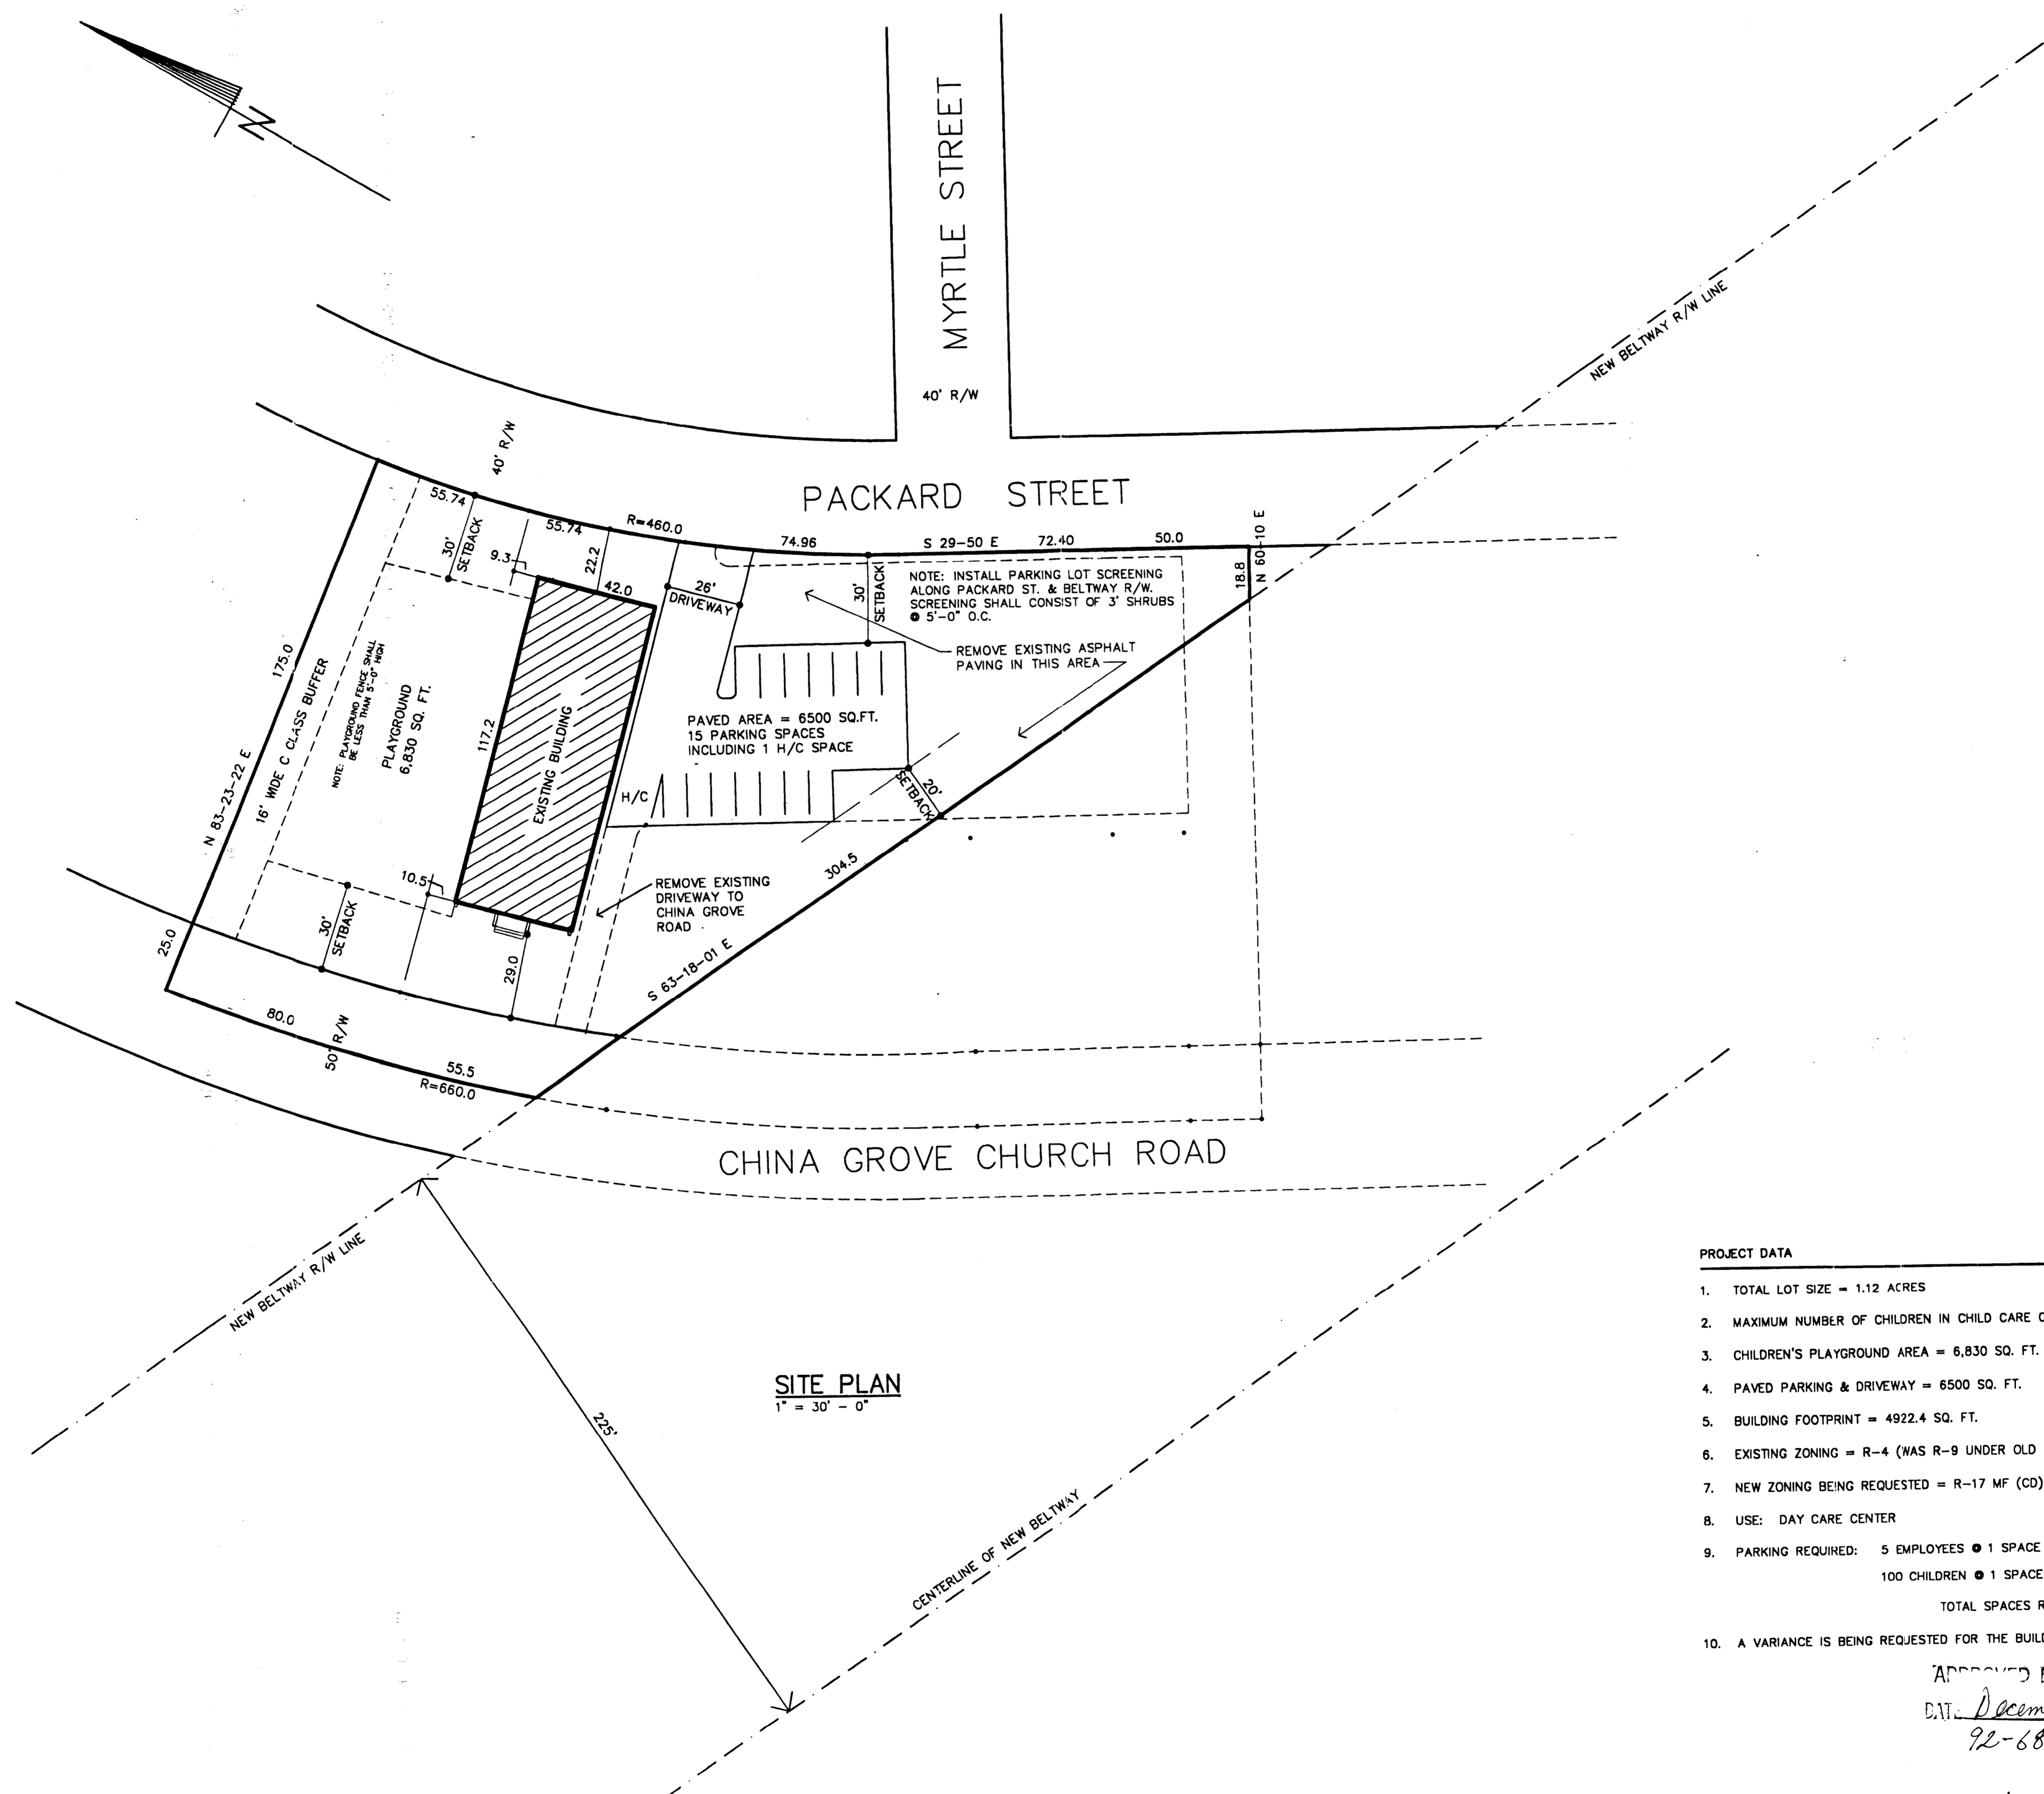 N
MYRTLE STREET
40' R/W
NEW BELTWAY R/W LINE
40' R/W
PACKARD STREET
55.74
30'
SETBACK
9.3
55.74
22.2
R=460.0
74.96
S 29-50 E
72.40
50.0
N 60-10 E
18.8
42.0
26'
DRIVEWAY
30'
SETBACK
NOTE: INSTALL PARKING LOT SCREENING
ALONG PACKARD ST. & BELTWAY R/W.
SCREENING SHALL CONSIST OF 3' SHRUBS
@ 5'-0" O.C.
REMOVE EXISTING ASPHALT
PAVING IN THIS AREA
175.0
N 83-23-22 E
16' WIDE C CLASS BUFFER
NOTE: PLAYGROUND FENCE SHALL
BE LESS THAN 5'-0" HIGH
PLAYGROUND
6,830 SQ. FT.
117.2
EXISTING BUILDING
PAVED AREA = 6500 SQ.FT.
15 PARKING SPACES
INCLUDING 1 H/C SPACE
H/C
20'
SETBACK
304.5
S 63-18-01 E
10.5
REMOVE EXISTING
DRIVEWAY TO
CHINA GROVE
ROAD
25.0
30'
SETBACK
29.0
80.0
50' R/W
55.5
R=660.0
CHINA GROVE CHURCH ROAD
NEW BELTWAY R/W LINE
225'
SITE PLAN
1" = 30' - 0"
CENTERLINE OF NEW BELTWAY
PROJECT DATA
1. TOTAL LOT SIZE = 1.12 ACRES
2. MAXIMUM NUMBER OF CHILDREN IN CHILD CARE
3. CHILDREN'S PLAYGROUND AREA = 6,830 SQ. FT.
4. PAVED PARKING & DRIVEWAY = 6500 SQ. FT.
5. BUILDING FOOTPRINT = 4922.4 SQ. FT.
6. EXISTING ZONING = R-4 (WAS R-9 UNDER OLD
7. NEW ZONING BEING REQUESTED = R-17 MF (CD)
8. USE: DAY CARE CENTER
9. PARKING REQUIRED: 5 EMPLOYEES @ 1 SPACE
100 CHILDREN @ 1 SPACE
TOTAL SPACES
10. A VARIANCE IS BEING REQUESTED FOR THE
92-68